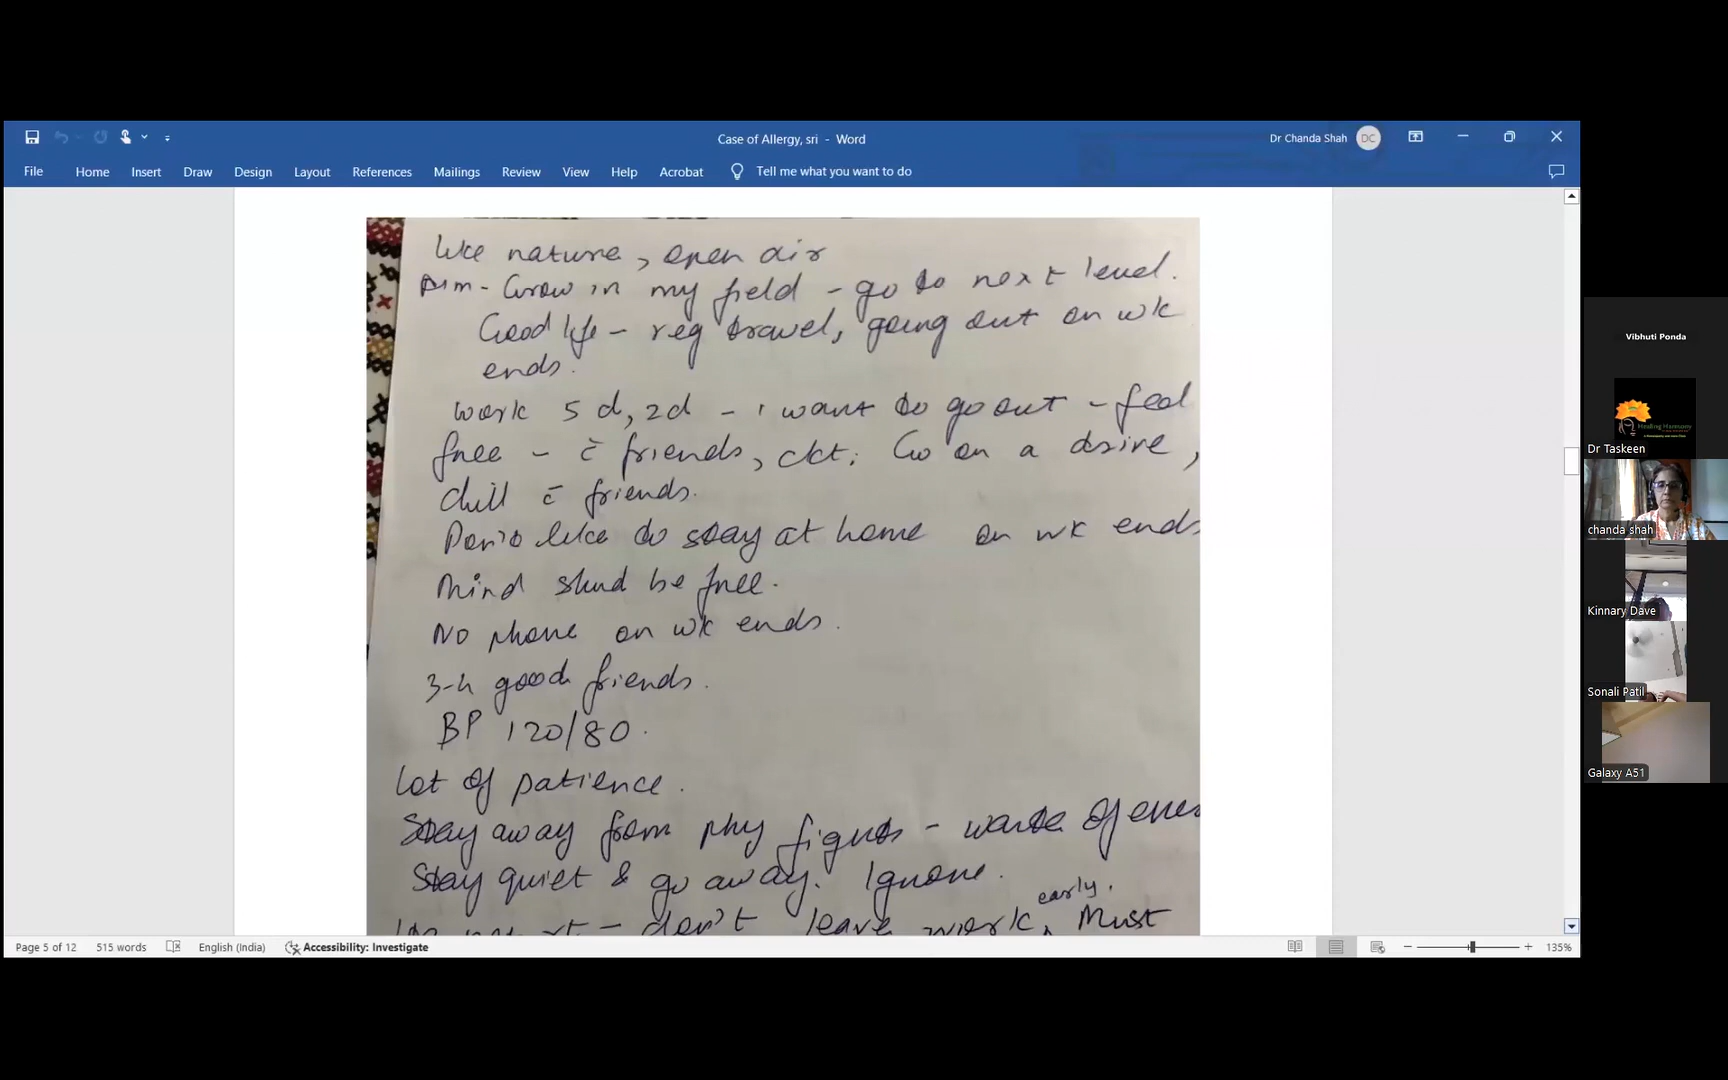 Case of Allergy, sri - Word
Dr Chanda Shah DC
File Home Insert Draw Design Layout References Mailings Review View Help Acrobat Tell me what you want to do
like nature, open air
Aim - Grow in my field - go to next level.
Good life - reg travel, going out on wk
ends.
work 5 d, 2d - I want to go out - feel
free - c̄ friends, ckt. Go on a drive,
chill c̄ friends.
Don't like to stay at home on wk ends
Mind shud be free.
No phone on wk ends.
3-4 good friends.
BP 120/80.
Lot of patience.
Stay away from phy fights - waste of ener
Stay quiet & go away. Ignore.
early.
- don't leave work, Must
Page 5 of 12 515 words English (India) Accessibility: Investigate 135%
Vibhuti Ponda
Healing Harmony
Dr Taskeen
chanda shah
Kinnary Dave
Sonali Patil
Galaxy A51